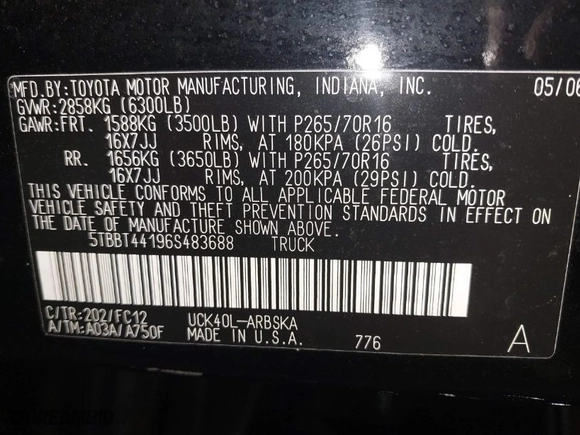 MFD.BY:TOYOTA MOTOR MANUFACTURING, INDIANA, INC. 05/06
GVWR:2858KG (6300LB)
GAWR:FRT. 1588KG (3500LB) WITH P265/70R16 TIRES,
16X7JJ RIMS, AT 180KPA (26PSI) COLD.
RR. 1656KG (3650LB) WITH P265/70R16 TIRES,
16X7JJ RIMS, AT 200KPA (29PSI) COLD.
THIS VEHICLE CONFORMS TO ALL APPLICABLE FEDERAL MOTOR
VEHICLE SAFETY AND THEFT PREVENTION STANDARDS IN EFFECT ON
THE DATE OF MANUFACTURE SHOWN ABOVE.
5TBBT44196S483688 TRUCK
C/TR:202/FC12 UCK40L-ARBSKA
A/TM:A03A/A750F MADE IN U.S.A. 776 A